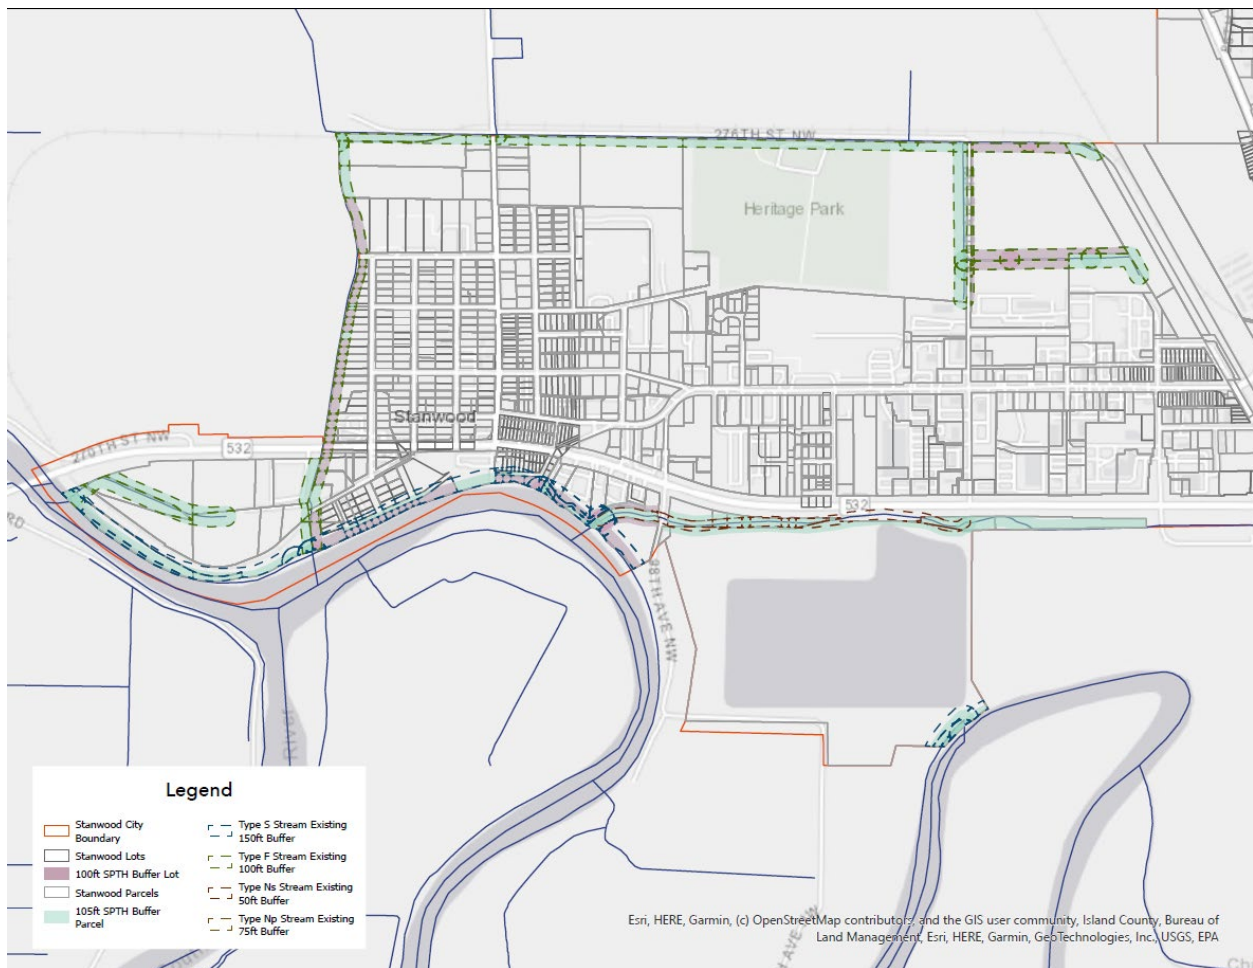 276TH ST NW
Heritage Park
Stanwood
276TH ST NW
532
532
RD
98TH AVE NW
Legend
Stanwood City
Boundary
Stanwood Lots
100ft SPTH Buffer Lot
Stanwood Parcels
105ft SPTH Buffer
Parcel
Type S Stream Existing
150ft Buffer
Type F Stream Existing
100ft Buffer
Type Ns Stream Existing
50ft Buffer
Type Np Stream Existing
75ft Buffer
Esri, HERE, Garmin, (c) OpenStreetMap contributors, and the GIS user community, Island County, Bureau of
Land Management, Esri, HERE, Garmin, GeoTechnologies, Inc., USGS, EPA